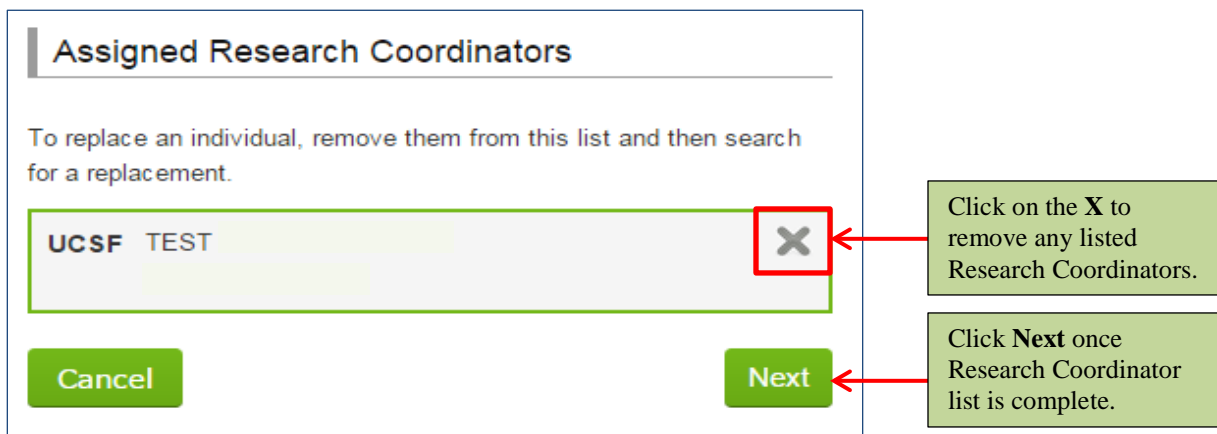 Assigned Research Coordinators
To replace an individual, remove them from this list and then search
for a replacement.
UCSF TEST
Click on the X to
remove any listed
Research Coordinators.
Cancel
Next
Click Next once
Research Coordinator
list is complete.